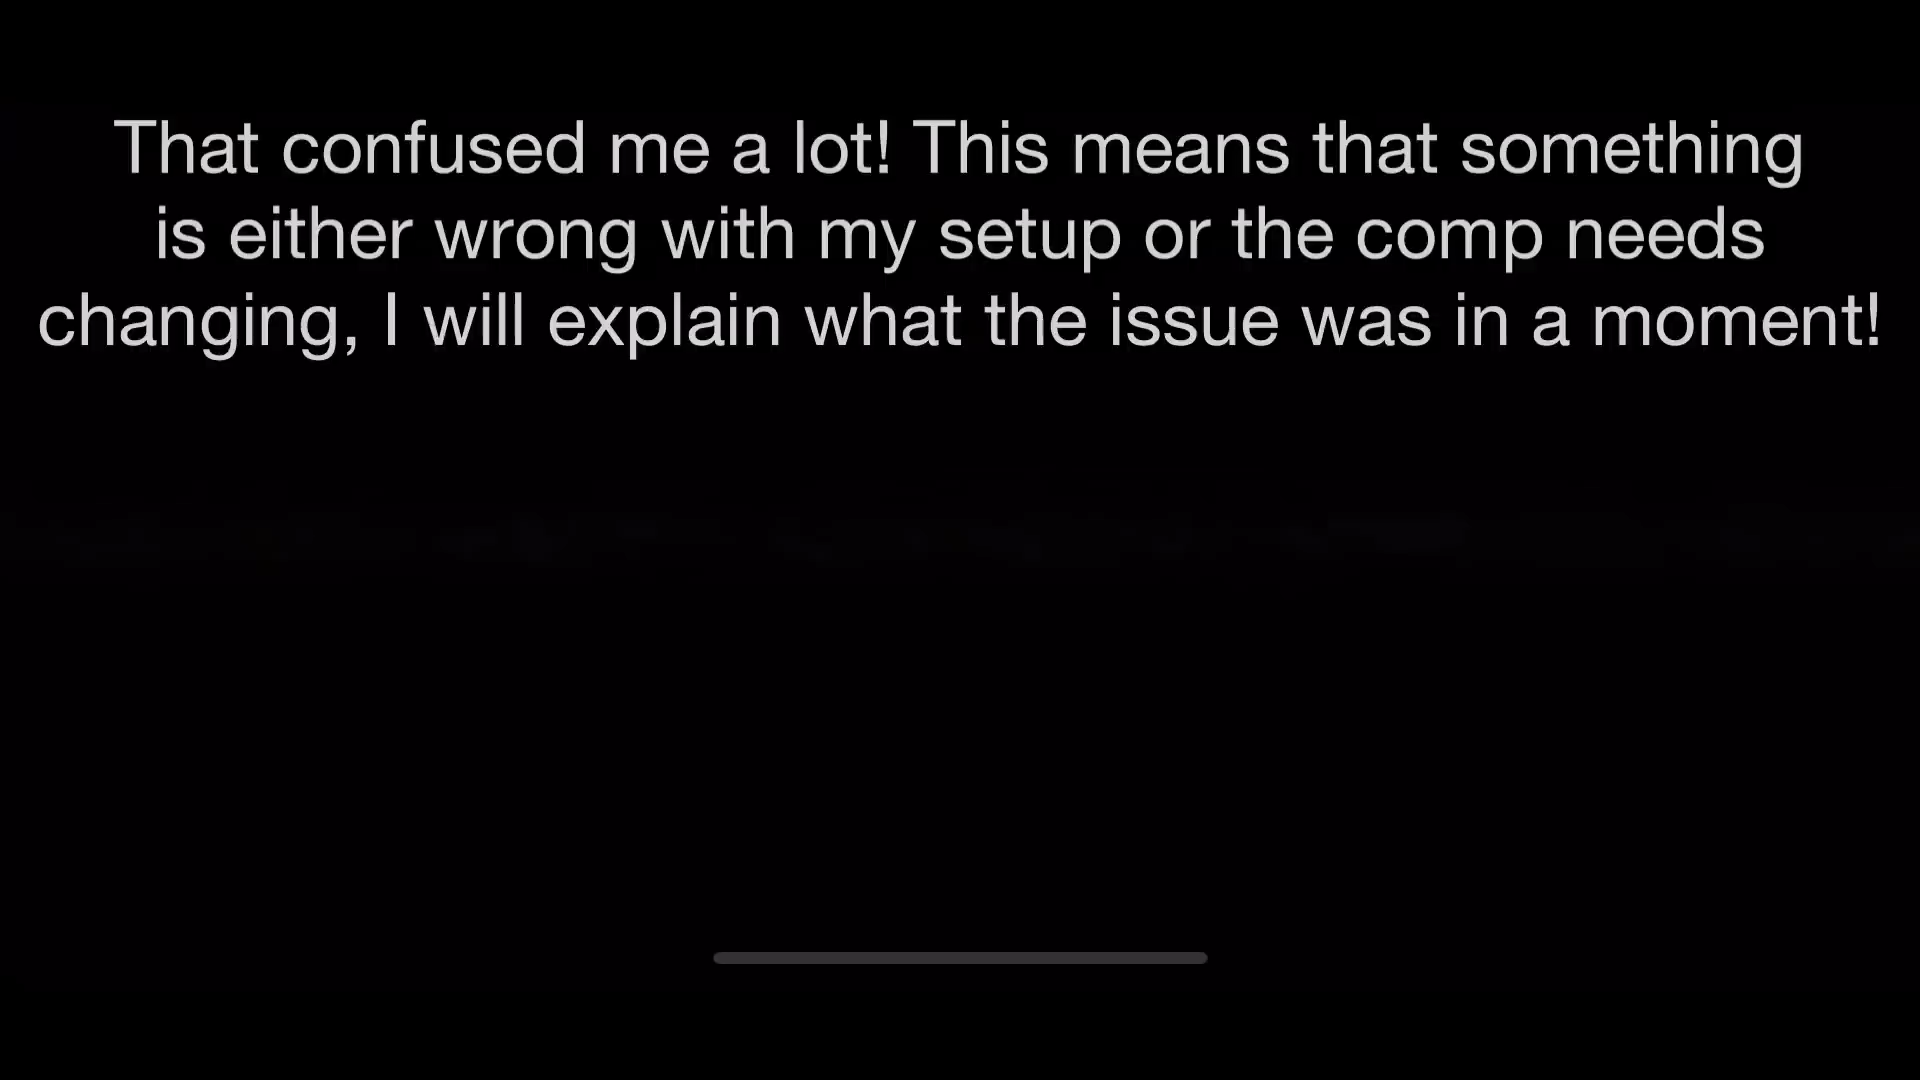 That confused me a lot! This means that something
is either wrong with my setup or the comp needs
changing, I will explain what the issue was in a moment!